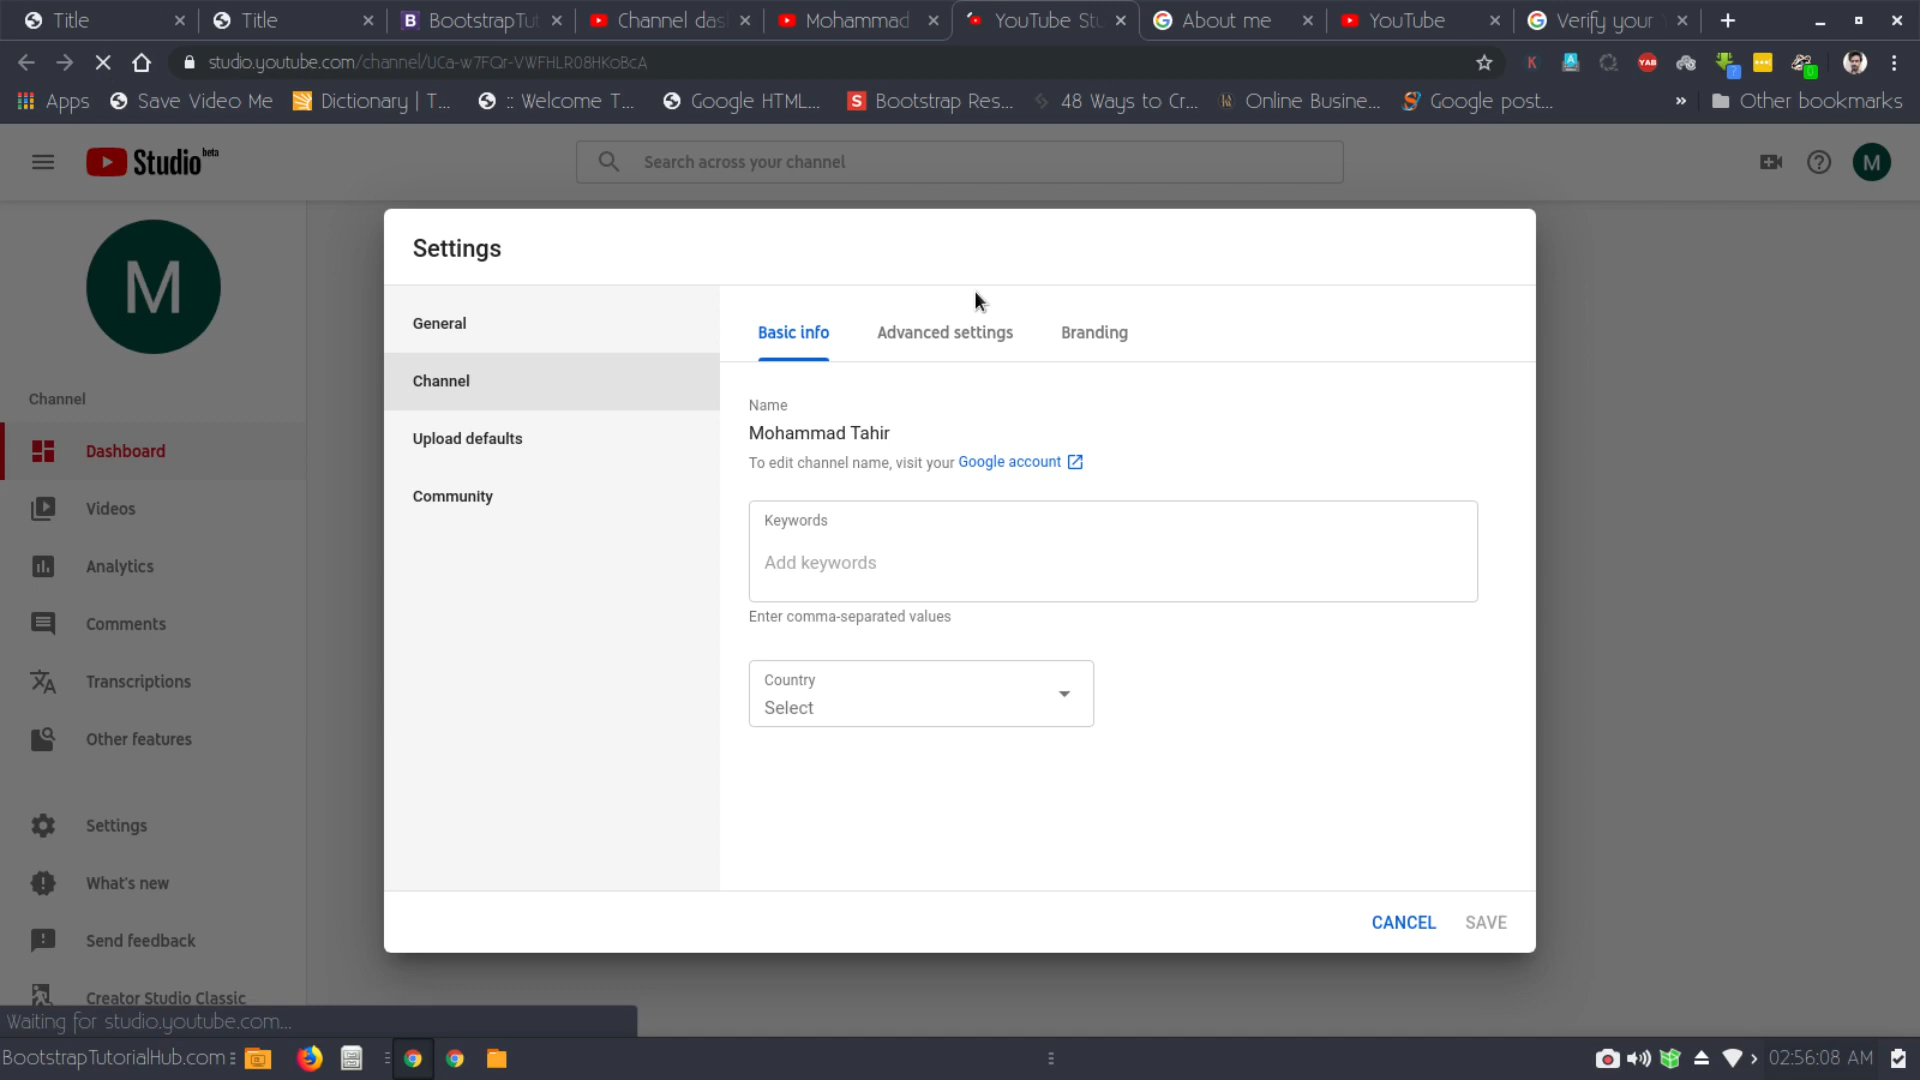 Title
Title
BootstrapTut
Channel das
Mohammad
YouTube Stu
About me
YouTube
Verify your Y
studio.youtube.com/channel/UCa-w7FQr-VWFHLR08HKoBcA
Apps
Save Video Me
Dictionary | T...
:: Welcome T...
Google HTML...
Bootstrap Res...
48 Ways to Cr...
Online Busine...
Google post...
»
Other bookmarks
Studio beta
Search across your channel
M
M
Channel
Dashboard
Videos
Analytics
Comments
Transcriptions
Other features
Settings
What's new
Send feedback
Creator Studio Classic
Settings
General
Channel
Upload defaults
Community
Basic info
Advanced settings
Branding
Name
Mohammad Tahir
To edit channel name, visit your Google account
Keywords
Add keywords
Enter comma-separated values
Country
Select
CANCEL
SAVE
Waiting for studio.youtube.com...
BootstrapTutorialHub.com
02:56:08 AM